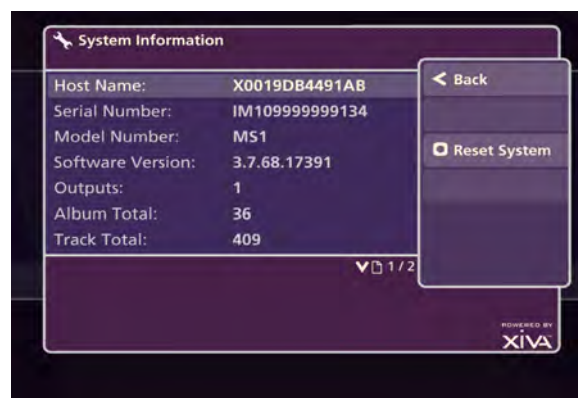 System Information
Host Name: X0019DB4491AB
Serial Number: IM109999999134
Model Number: MS1
Software Version: 3.7.68.17391
Outputs: 1
Album Total: 36
Track Total: 409
1/2
Back
Reset System
POWERED BY
XIVA